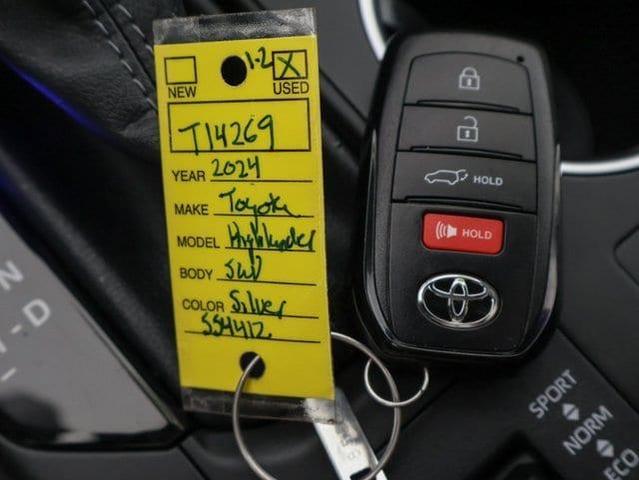 1-2 X
NEW USED
T14269
YEAR 2024
MAKE Toyota
MODEL Highlander
BODY SUV
COLOR Silver
554412
HOLD
HOLD
N
D
SPORT
NORM
ECO